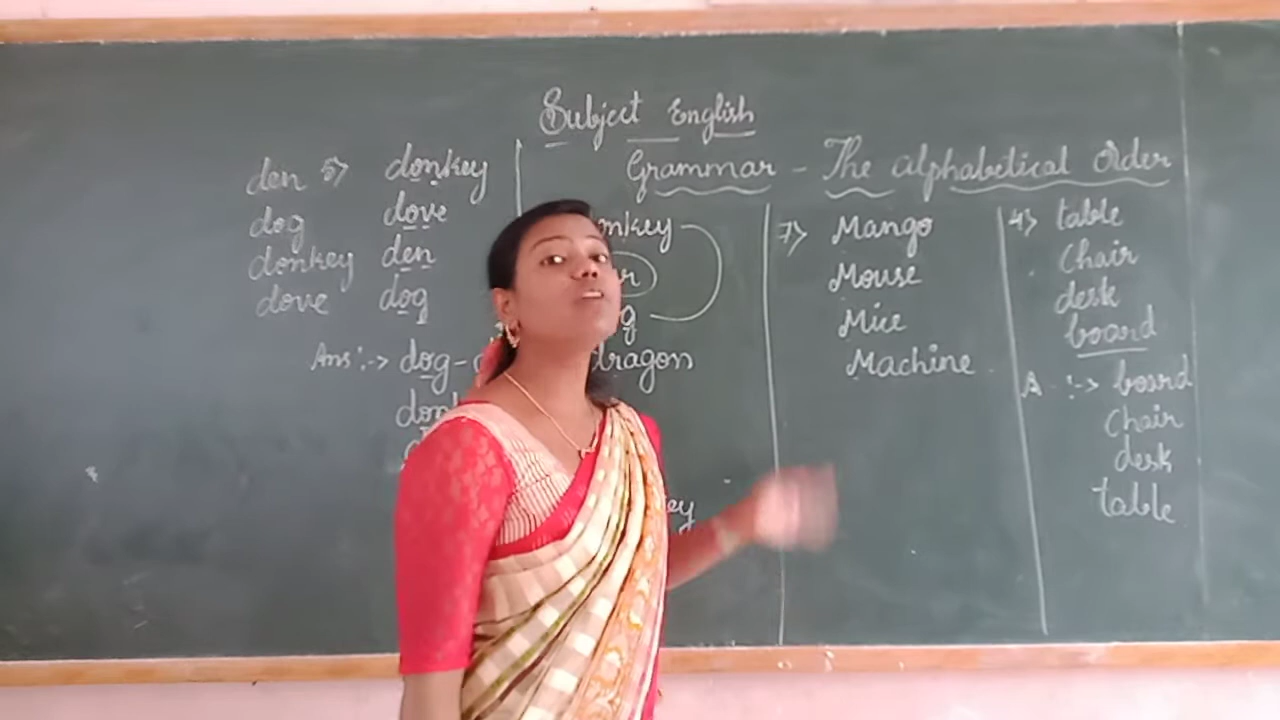 Subject English
Grammar - The alphabetical Order
den 5> donkey
dog dove
donkey den
dove dog
Ans :-> dog-
dragon
7> Mango
Mouse
Mice
Machine
4> table
Chair
desk
board
A :-> board
Chair
desk
table